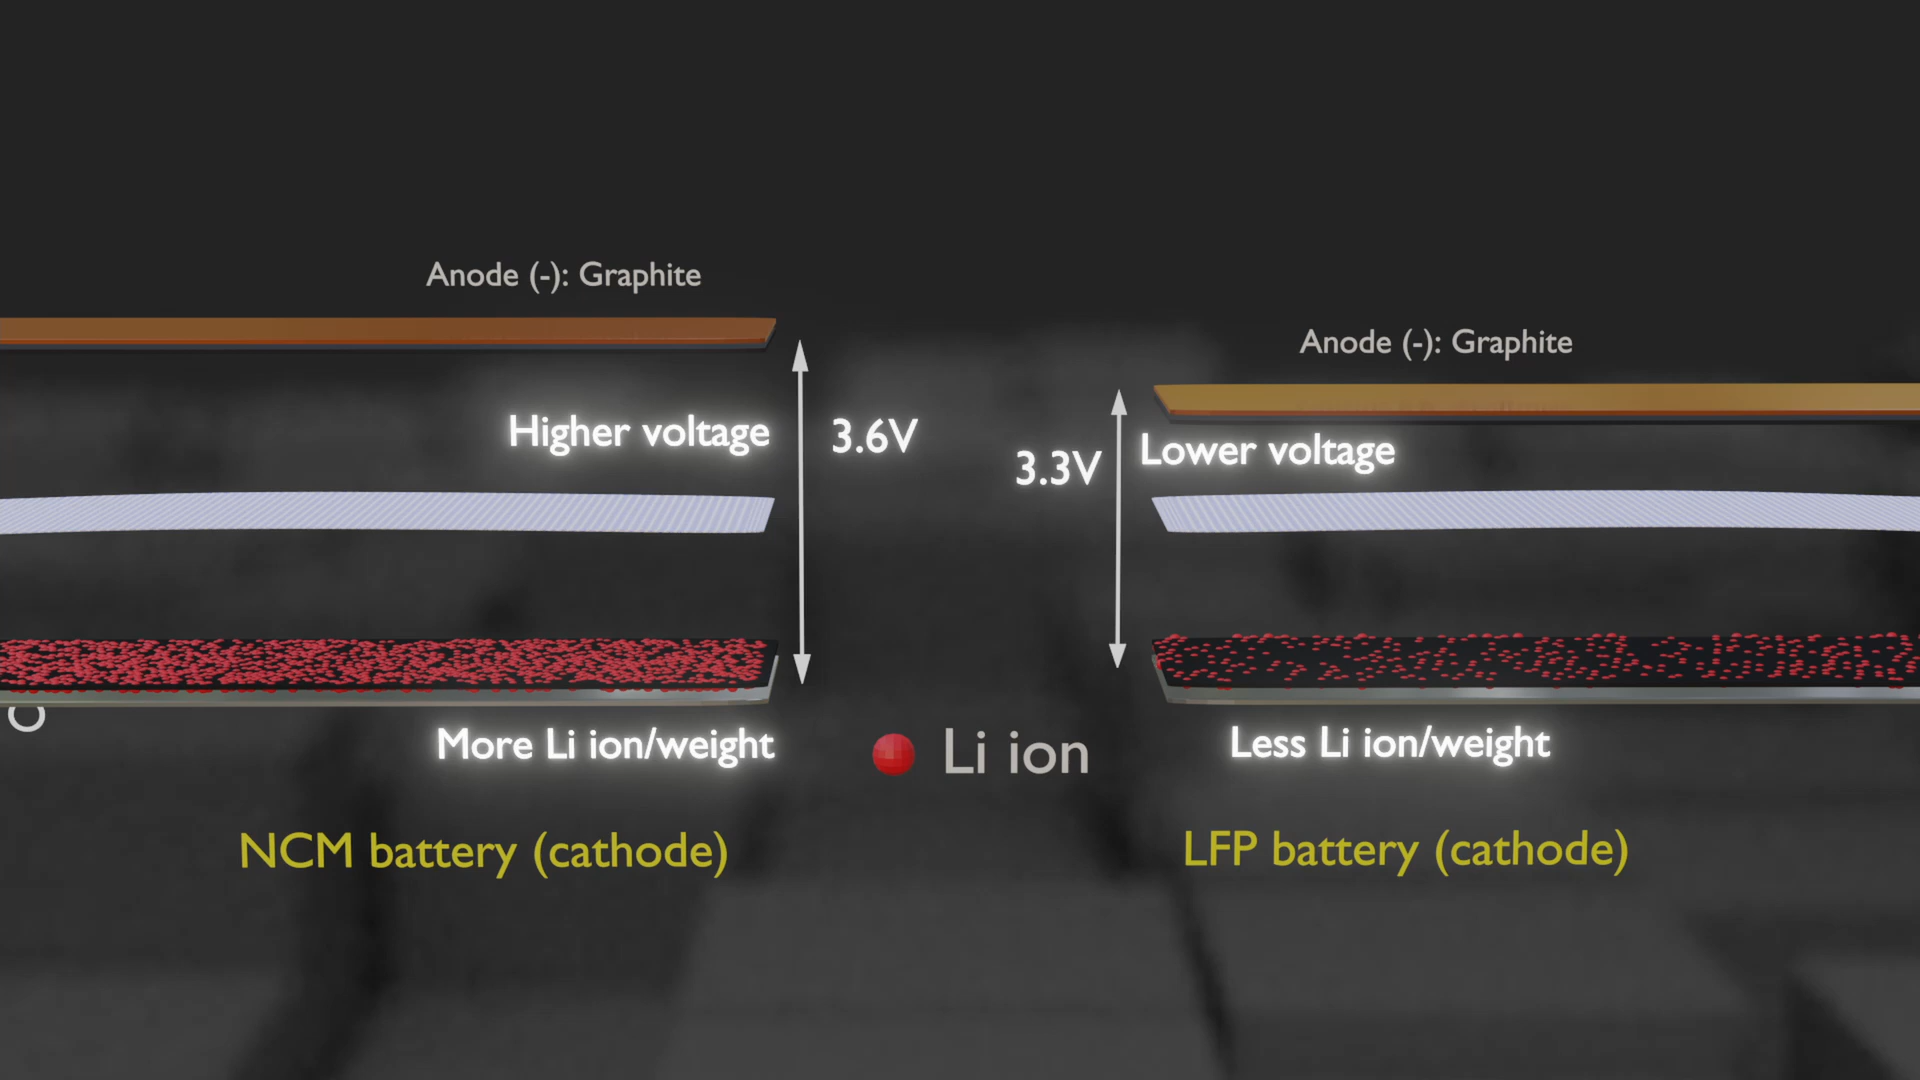 Anode (-): Graphite
Higher voltage
3.6V
More Li ion/weight
NCM battery (cathode)
Li ion
Anode (-): Graphite
3.3V
Lower voltage
Less Li ion/weight
LFP battery (cathode)